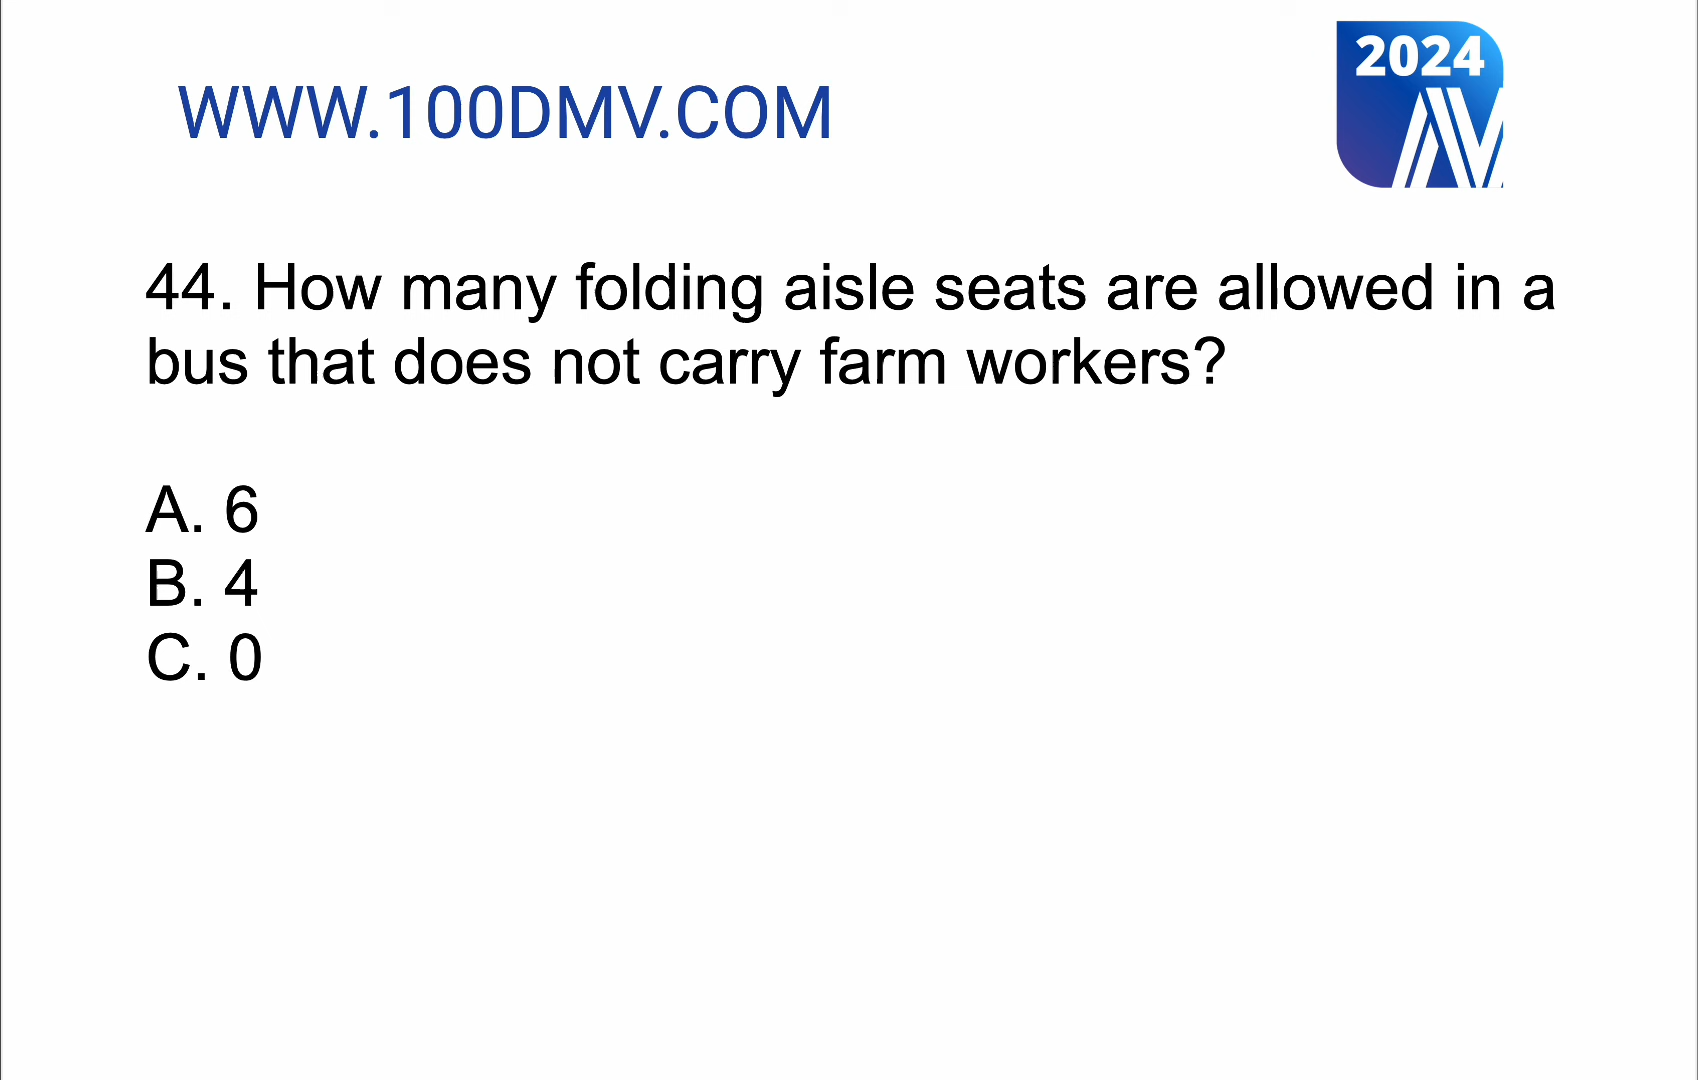 2024
WWW.100DMV.COM
44. How many folding aisle seats are allowed in a
bus that does not carry farm workers?
A. 6
B. 4
C. 0